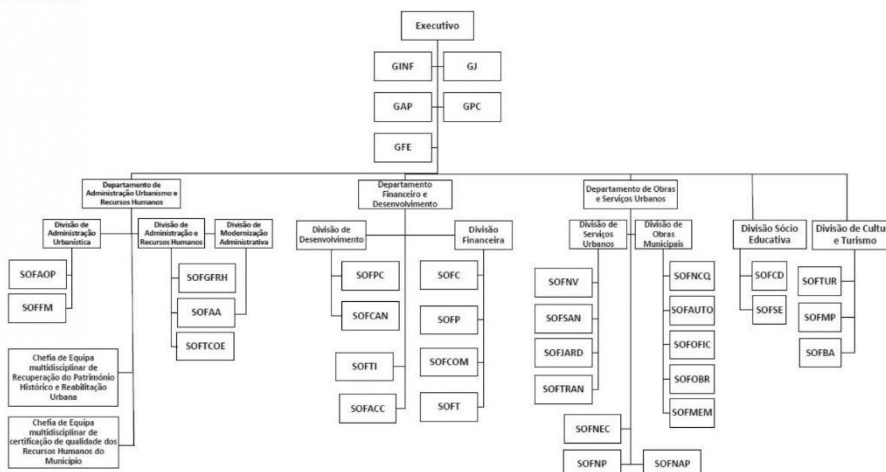 Executivo
GINF
GJ
GAP
GPC
GFE
Departamento de
Administração Urbanismo e
Recursos Humanos
Departamento
Financeiro e
Desenvolvimento
Departamento de Obras
e Serviços Urbanos
Divisão de
Administração
Urbanística
Divisão de
Administração e
Recursos Humanos
Divisão de
Modernização
Administrativa
Divisão de
Desenvolvimento
Divisão
Financeira
Divisão de
Serviços
Urbanos
Divisão de
Obras
Municipais
Divisão Sócio
Educativa
Divisão de Cultura
e Turismo
SOFAOP
SOFFM
SOFGFRH
SOFAA
SOFTCOE
SOFPC
SOFCAN
SOFTI
SOFACC
SOFC
SOFP
SOFCOM
SOFT
SOFNV
SOFSAN
SOFJARD
SOFTRAN
SOFNCQ
SOFAUTO
SOFOFIC
SOFOBR
SOFMEM
SOFCD
SOFSE
SOFTUR
SOFMP
SOFBA
Chefia de Equipa
multidisciplinar de
Recuperação do Património
Histórico e Reabilitação
Urbana
Chefia de Equipa
multidisciplinar de
certificação de qualidade dos
Recursos Humanos do
Município
SOFNEC
SOFNP
SOFNAP